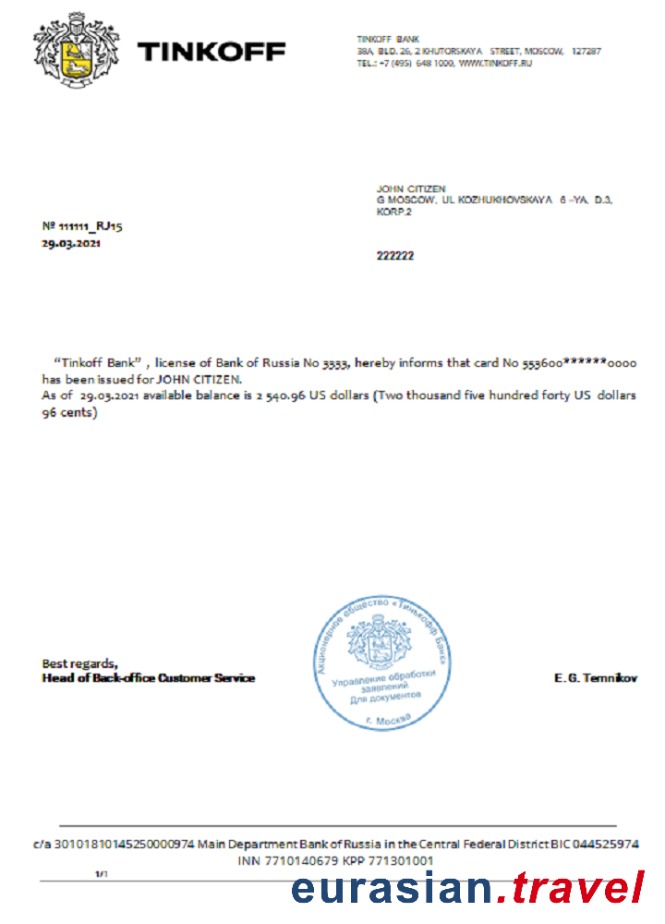 TINKOFF
TINKOFF BANK
38A, BLD. 26, 2 KHUTORSKAYA STREET, MOSCOW, 127287
TEL.: +7 (495) 648 1000, WWW.TINKOFF.RU
JOHN CITIZEN
G MOSCOW, UL KOZHUKHOVSKAYA 6 -YA, D.3,
KORP.2
№ 111111_RJ15
29.03.2021
222222
"Tinkoff Bank" , license of Bank of Russia No 3333, hereby informs that card No 553600******0000
has been issued for JOHN CITIZEN.
As of 29.03.2021 available balance is 2 540.96 US dollars (Two thousand five hundred forty US dollars
96 cents)
Акционерное общество «Тинькофф Банк»
Управление обработки
заявлений
Для документов
г. Москва
Best regards,
Head of Back-office Customer Service
E. G. Temnikov
c/a 30101810145250000974 Main Department Bank of Russia in the Central Federal District BIC 044525974
INN 7710140679 KPP 771301001
1/1
eurasian.travel